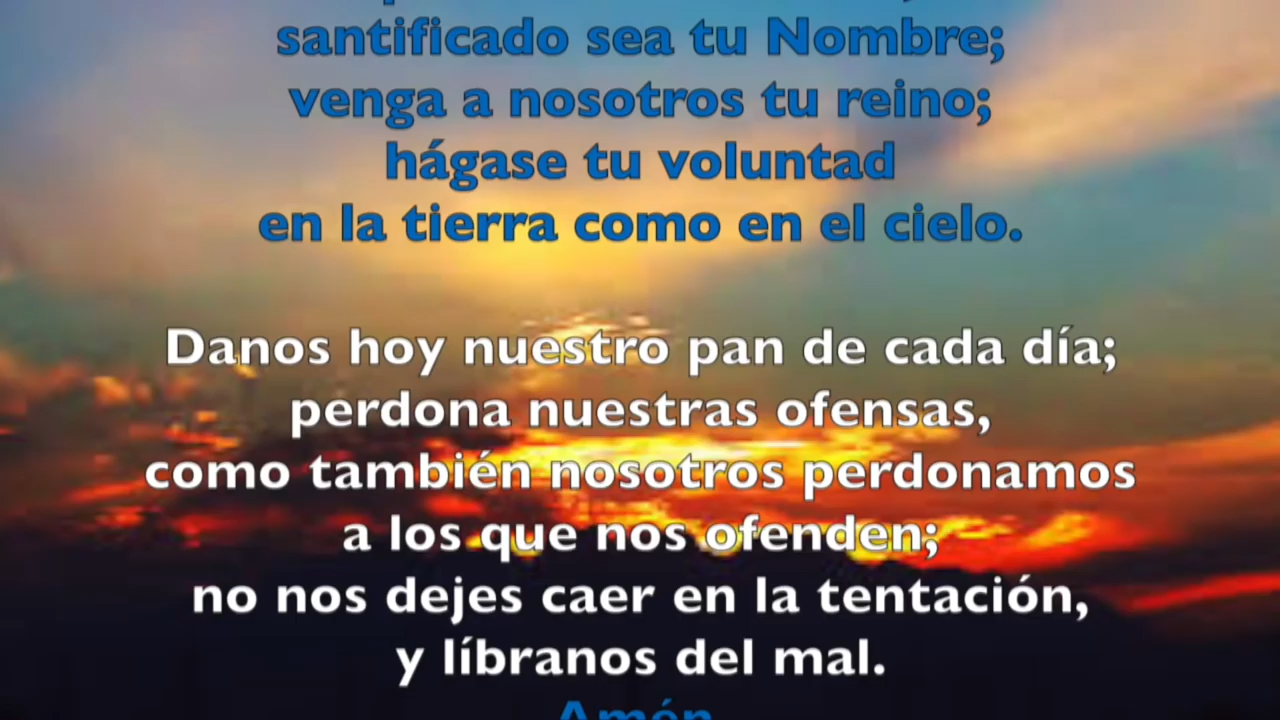 santificado sea tu Nombre;
venga a nosotros tu reino;
hágase tu voluntad
en la tierra como en el cielo.
Danos hoy nuestro pan de cada día;
perdona nuestras ofensas,
como también nosotros perdonamos
a los que nos ofenden;
no nos dejes caer en la tentación,
y líbranos del mal.
Amén